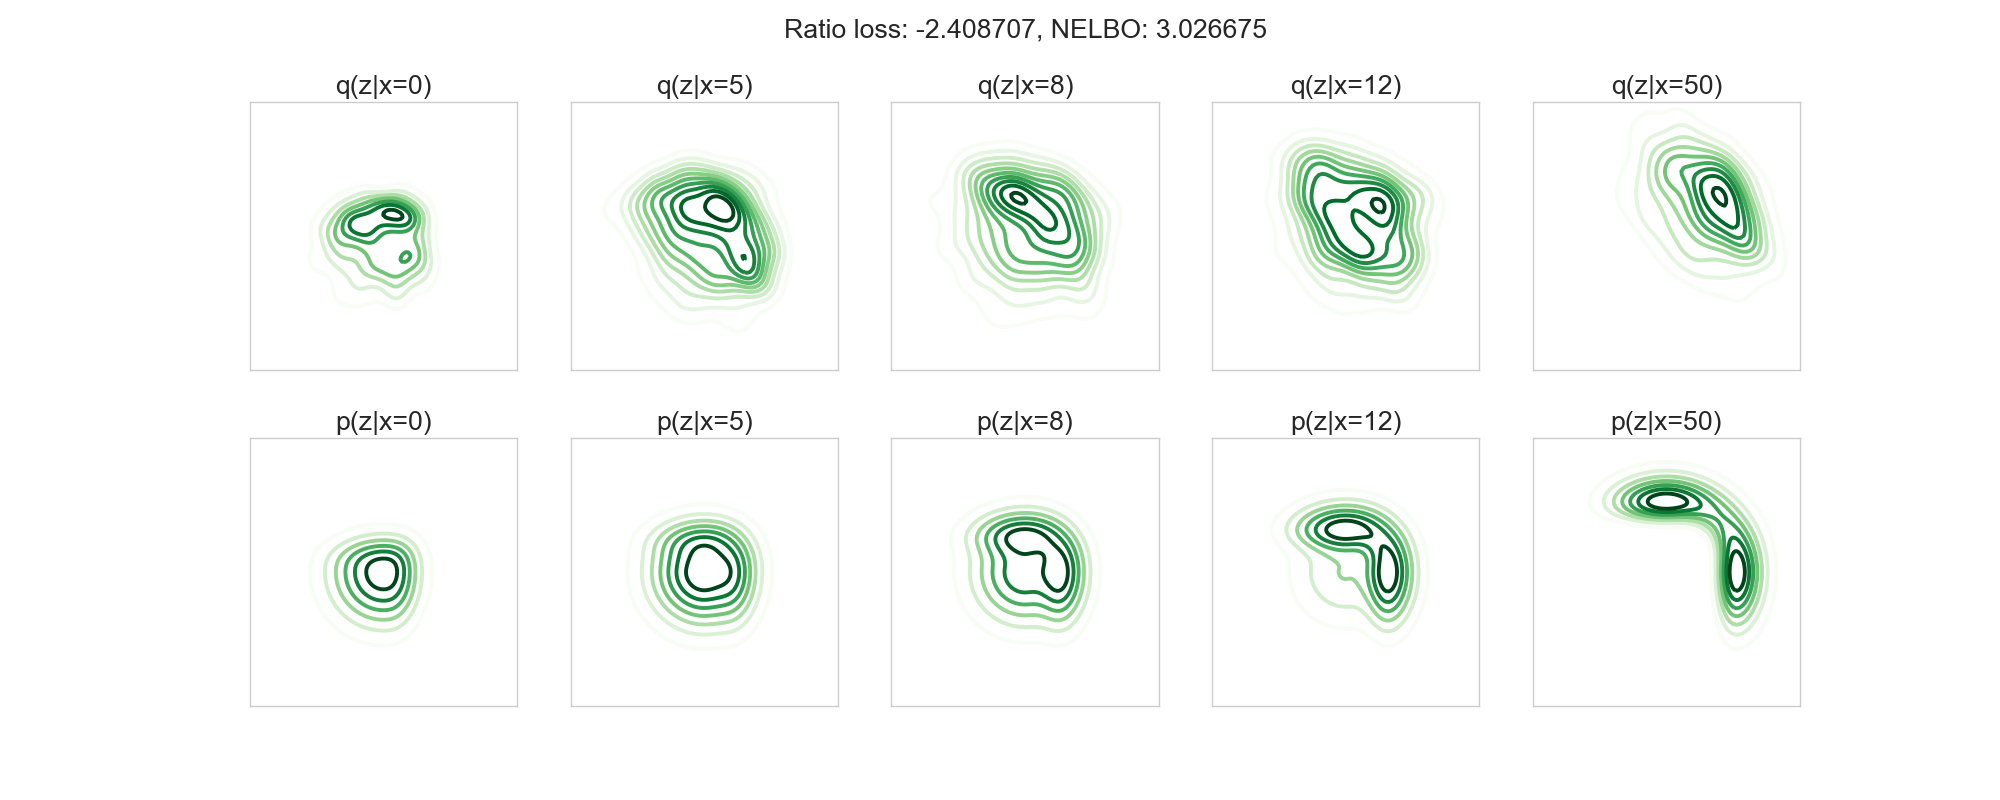 Ratio loss: -2.408707, NELBO: 3.026675
q(z|x=0) q(z|x=5) q(z|x=8) q(z|x=12) q(z|x=50)
p(z|x=0) p(z|x=5) p(z|x=8) p(z|x=12) p(z|x=50)